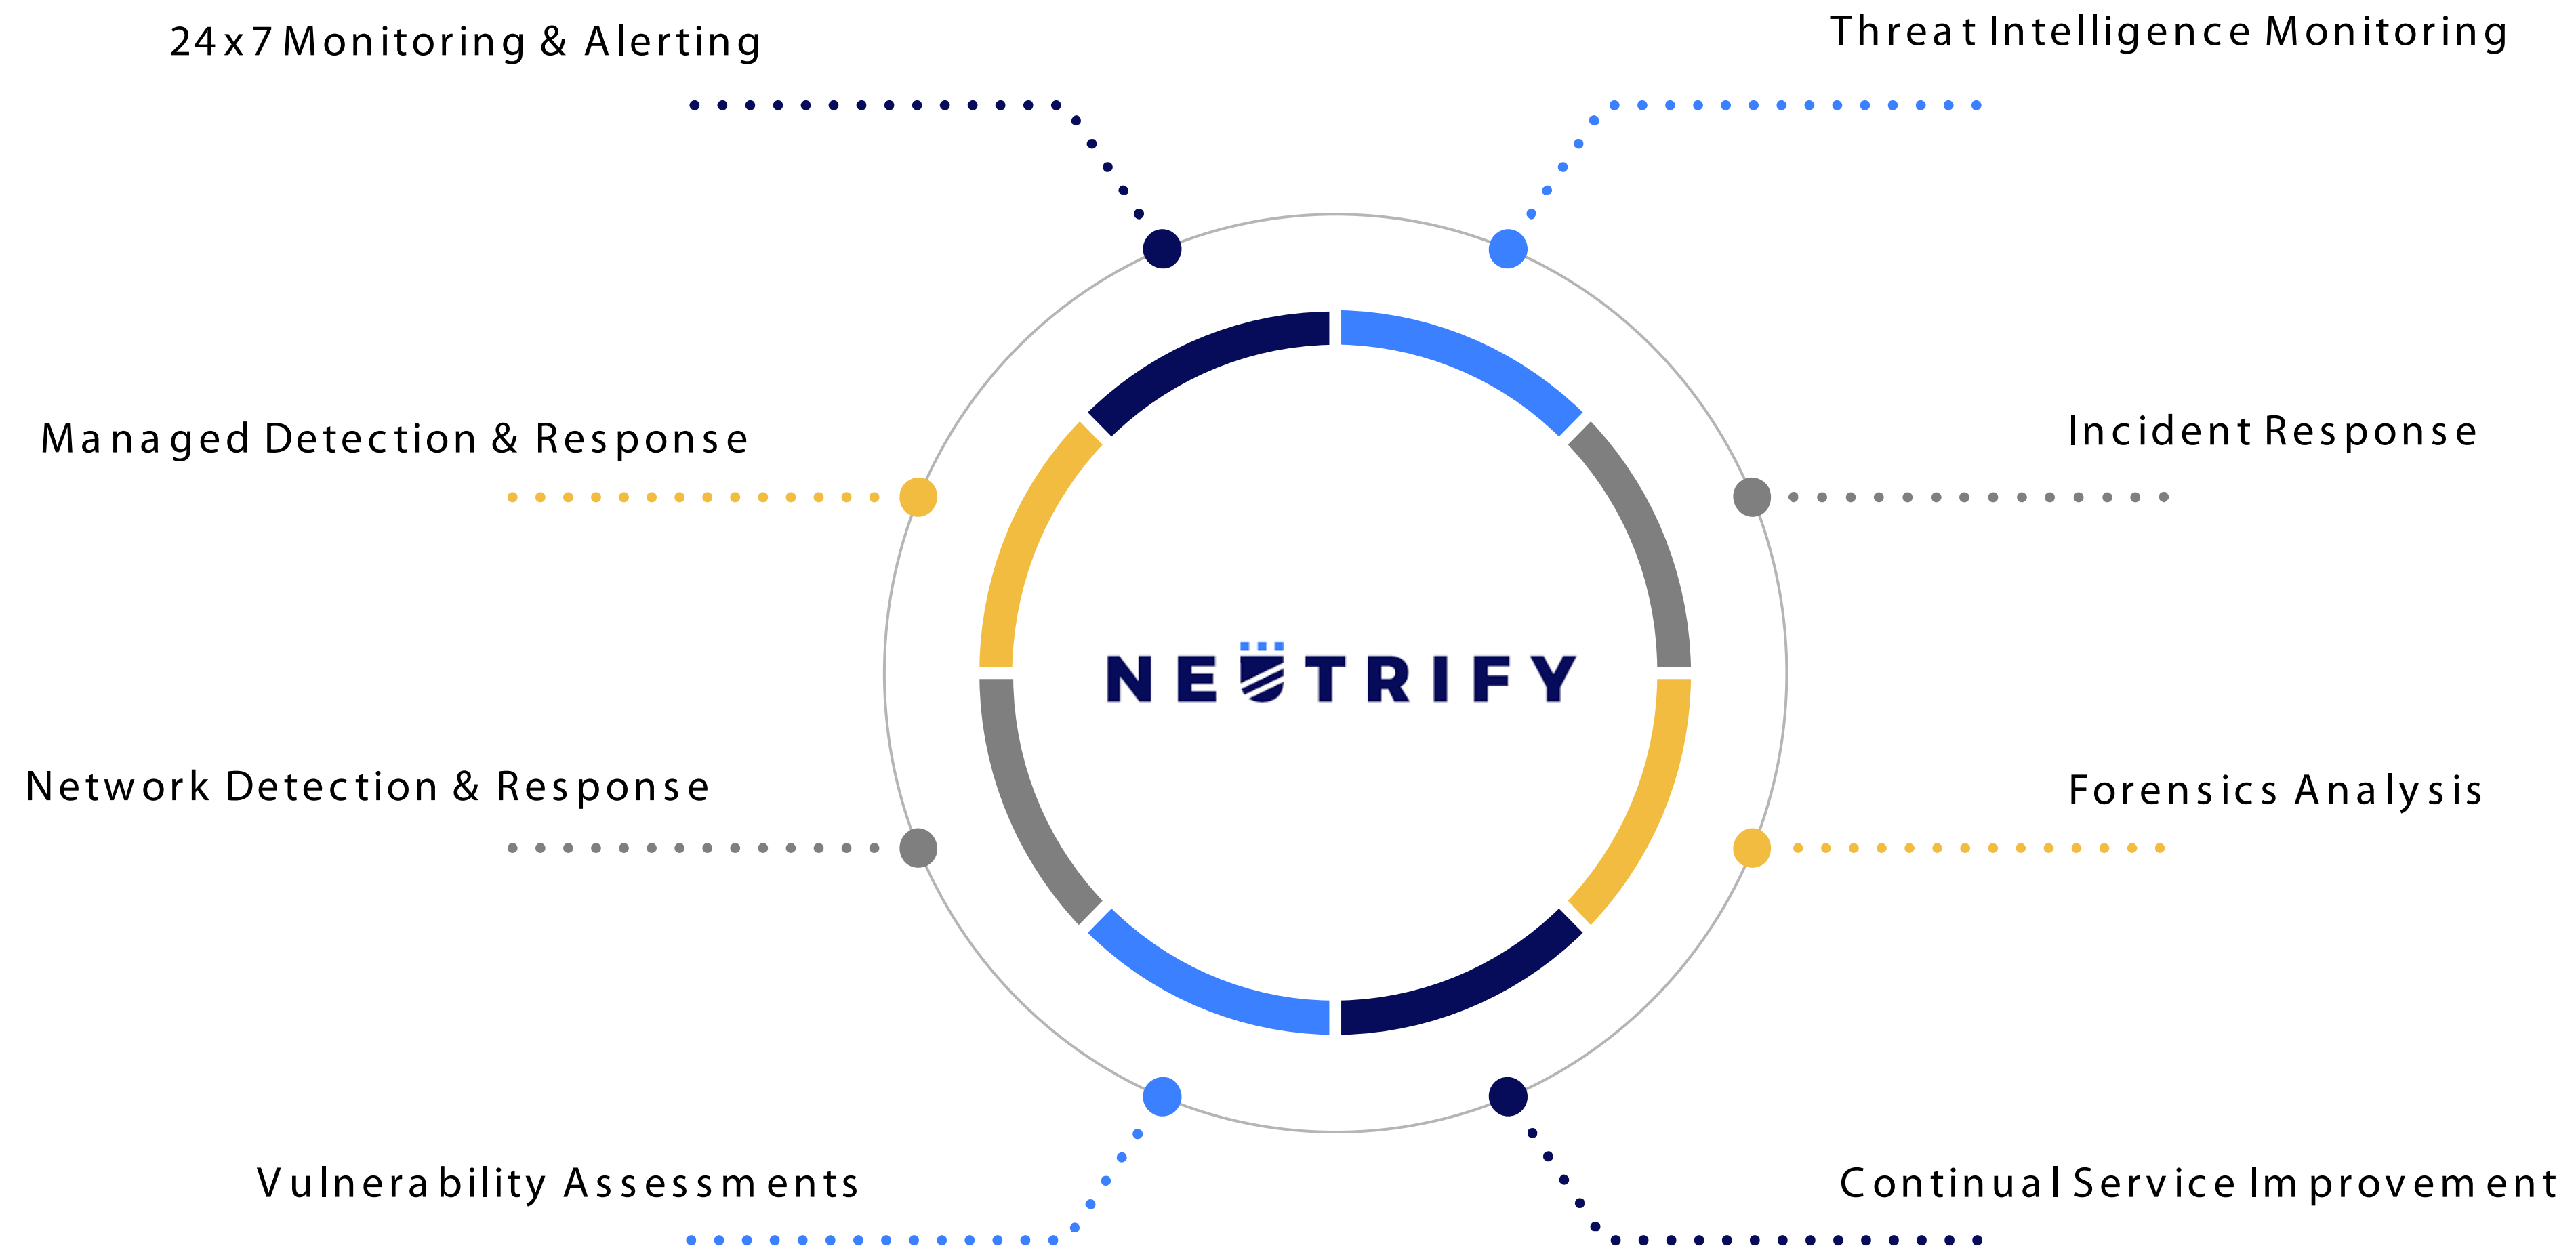 24x7 Monitoring & Alerting
Threat Intelligence Monitoring
Managed Detection & Response
Incident Response
NEUTRIFY
Network Detection & Response
Forensics Analysis
Vulnerability Assessments
Continual Service Improvement